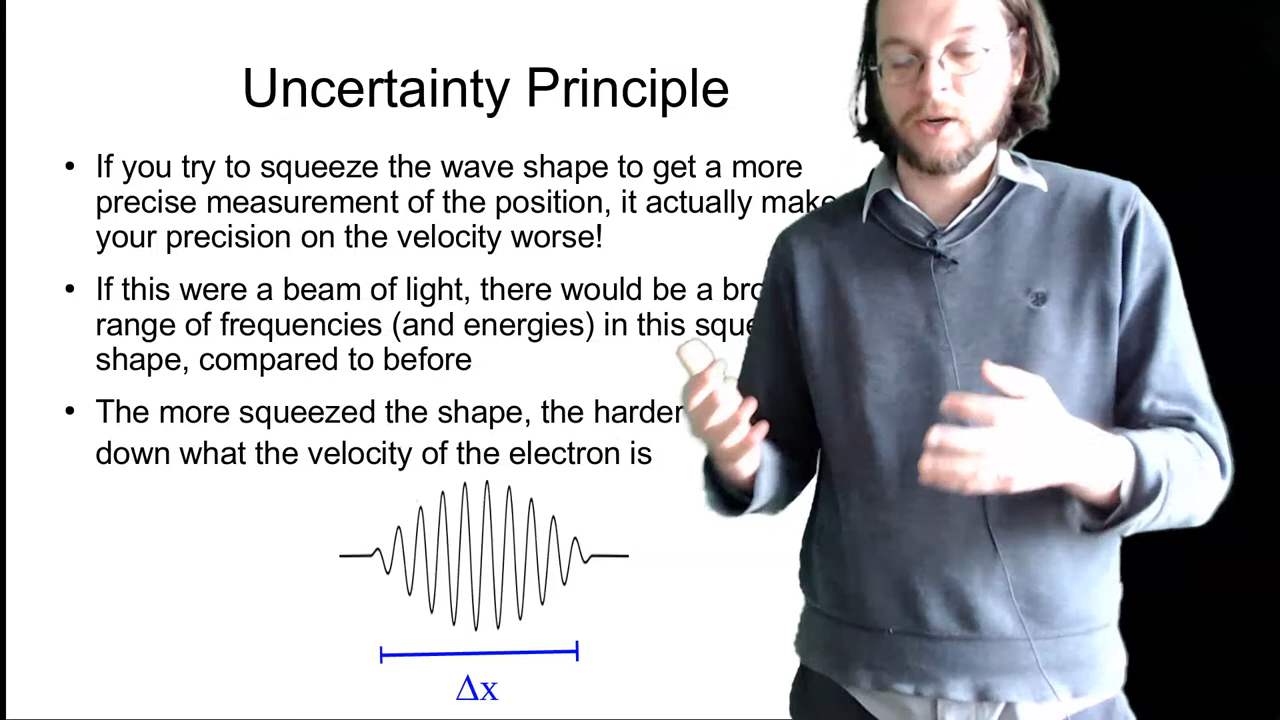 Uncertainty Principle
• If you try to squeeze the wave shape to get a more
precise measurement of the position, it actually make
your precision on the velocity worse!
• If this were a beam of light, there would be a bro
range of frequencies (and energies) in this sque
shape, compared to before
• The more squeezed the shape, the harder
down what the velocity of the electron is
Δx